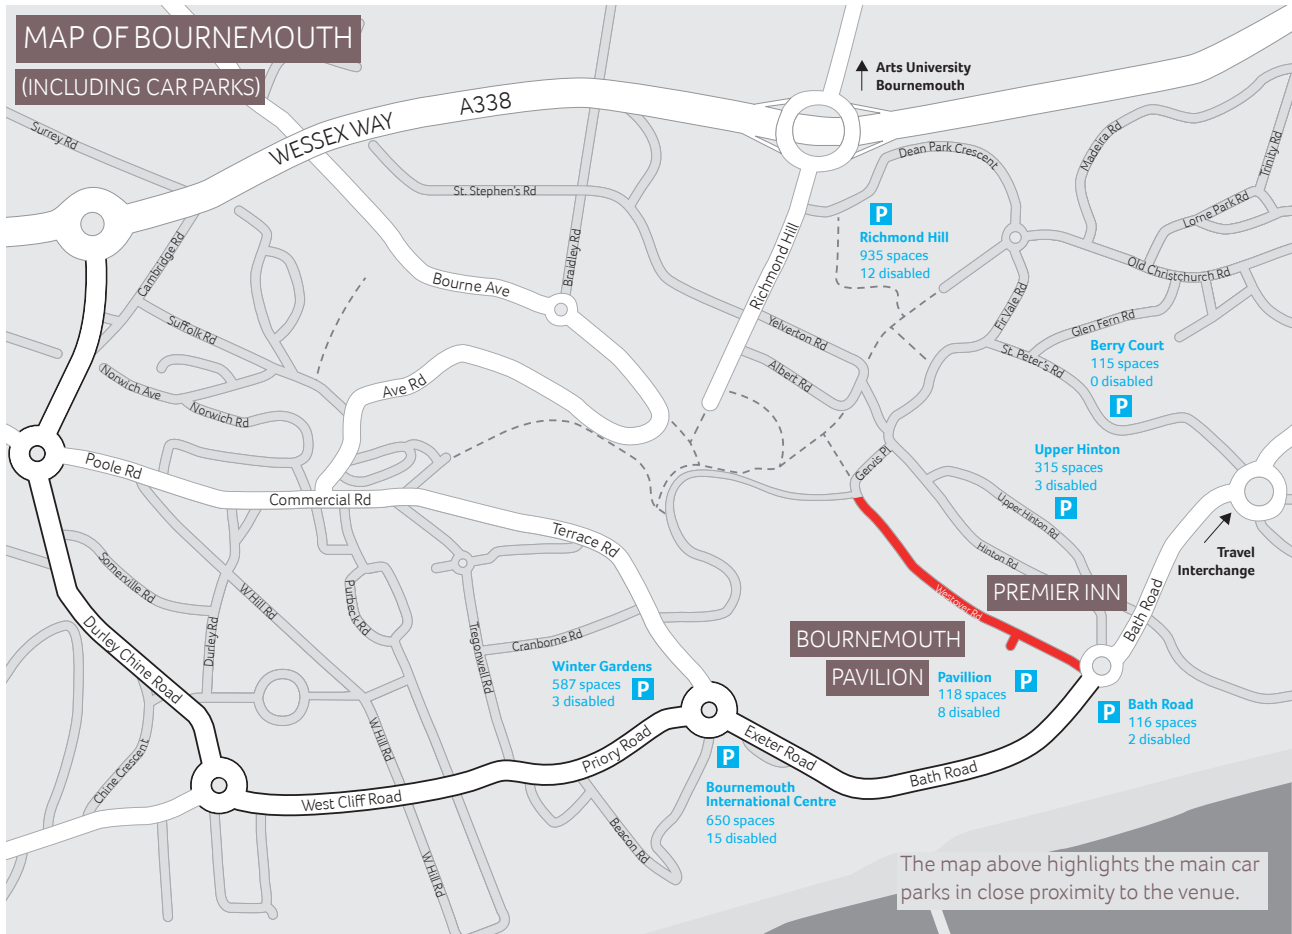 MAP OF BOURNEMOUTH
(INCLUDING CAR PARKS)
Arts University
Bournemouth
A338
WESSEX WAY
Surrey Rd
Dean Park Crescent
Madeira Rd
Trinity Rd
St. Stephen's Rd
Lorne Park Rd
P
Richmond Hill
935 spaces
12 disabled
Richmond Hill
Cambridge Rd
Braidley Rd
Bourne Ave
Old Christchurch Rd
Fir Vale Rd
Glen Fern Rd
Suffolk Rd
Yelverton Rd
St. Peter's Rd
Berry Court
115 spaces
0 disabled
P
Albert Rd
Norwich Ave
Norwich Rd
Ave Rd
Upper Hinton
315 spaces
3 disabled
P
Gervis Pl
Poole Rd
Commercial Rd
Terrace Rd
Upper Hinton Rd
Hinton Rd
Travel
Interchange
Somerville Rd
W Hill Rd
Purbeck Rd
Westover Rd
PREMIER INN
Bath Road
Durley Chine Road
Durley Rd
Tregonwell Rd
Cranborne Rd
BOURNEMOUTH
PAVILION
Winter Gardens
587 spaces
3 disabled
P
Pavillion
118 spaces
8 disabled
P
P
Bath Road
116 spaces
2 disabled
W Hill Rd
Chine Crescent
Priory Road
Exeter Road
P
Bournemouth
International Centre
650 spaces
15 disabled
Bath Road
West Cliff Road
Beacon Rd
W Hill Rd
The map above highlights the main car
parks in close proximity to the venue.